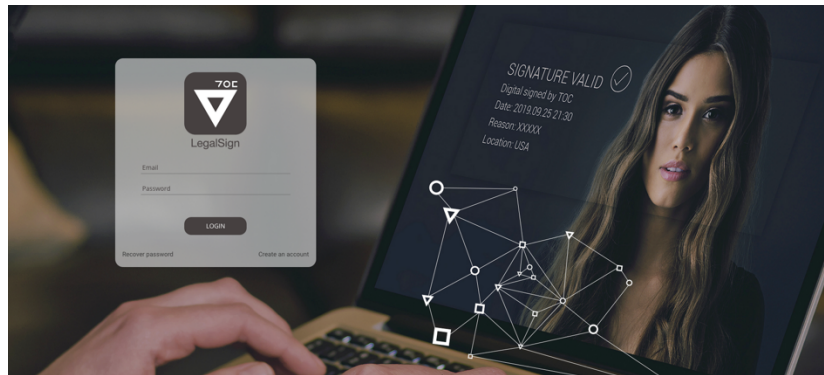 TOC
LegalSign
Email
Password
LOGIN
Recover password
Create an account
SIGNATURE VALID
Digital signed by TOC
Date: 2019.09.25 21:30
Reason: XXXXX
Location: USA